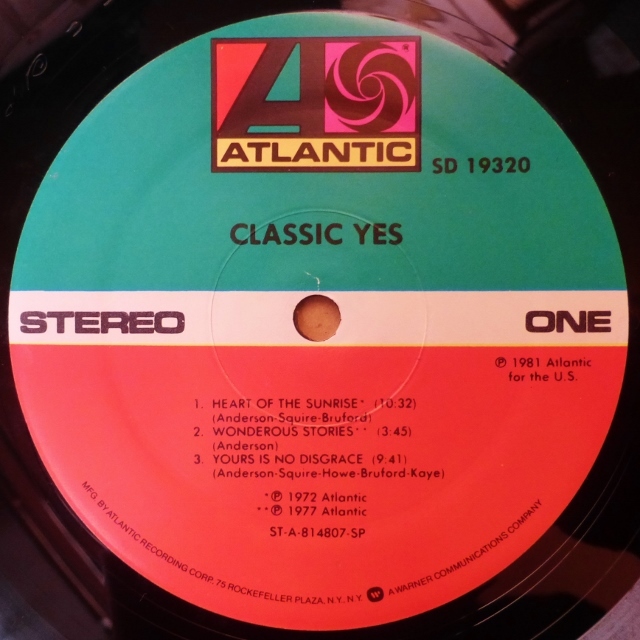 ATLANTIC
SD 19320
CLASSIC YES
STEREO
ONE
℗ 1981 Atlantic
for the U.S.
1. HEART OF THE SUNRISE* (10:32)
(Anderson-Squire-Bruford)
2. WONDEROUS STORIES** (3:45)
(Anderson)
3. YOURS IS NO DISGRACE (9:41)
(Anderson-Squire-Howe-Bruford-Kaye)
*℗ 1972 Atlantic
**℗ 1977 Atlantic
ST-A-814807-SP
MFG. BY ATLANTIC RECORDING CORP. 75 ROCKEFELLER PLAZA, N.Y. N.Y. A WARNER COMMUNICATIONS COMPANY